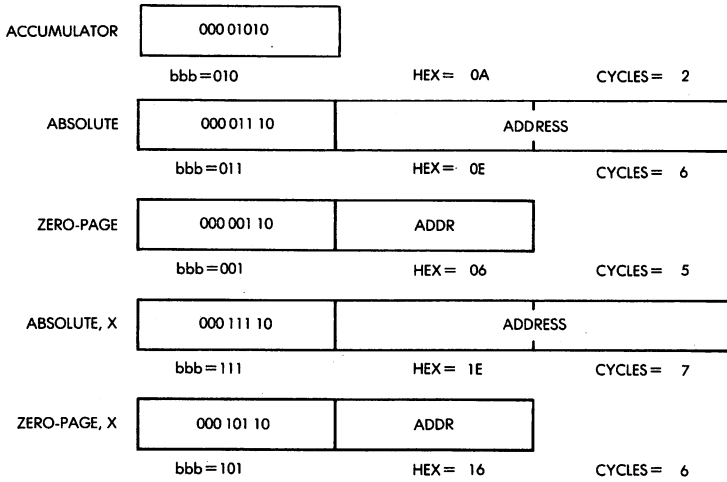 ACCUMULATOR 000 01010
bbb=010 HEX= 0A CYCLES= 2
ABSOLUTE 000 011 10 ADDRESS
bbb=011 HEX= 0E CYCLES= 6
ZERO-PAGE 000 001 10 ADDR
bbb=001 HEX= 06 CYCLES= 5
ABSOLUTE, X 000 111 10 ADDRESS
bbb=111 HEX= 1E CYCLES= 7
ZERO-PAGE, X 000 101 10 ADDR
bbb=101 HEX= 16 CYCLES= 6